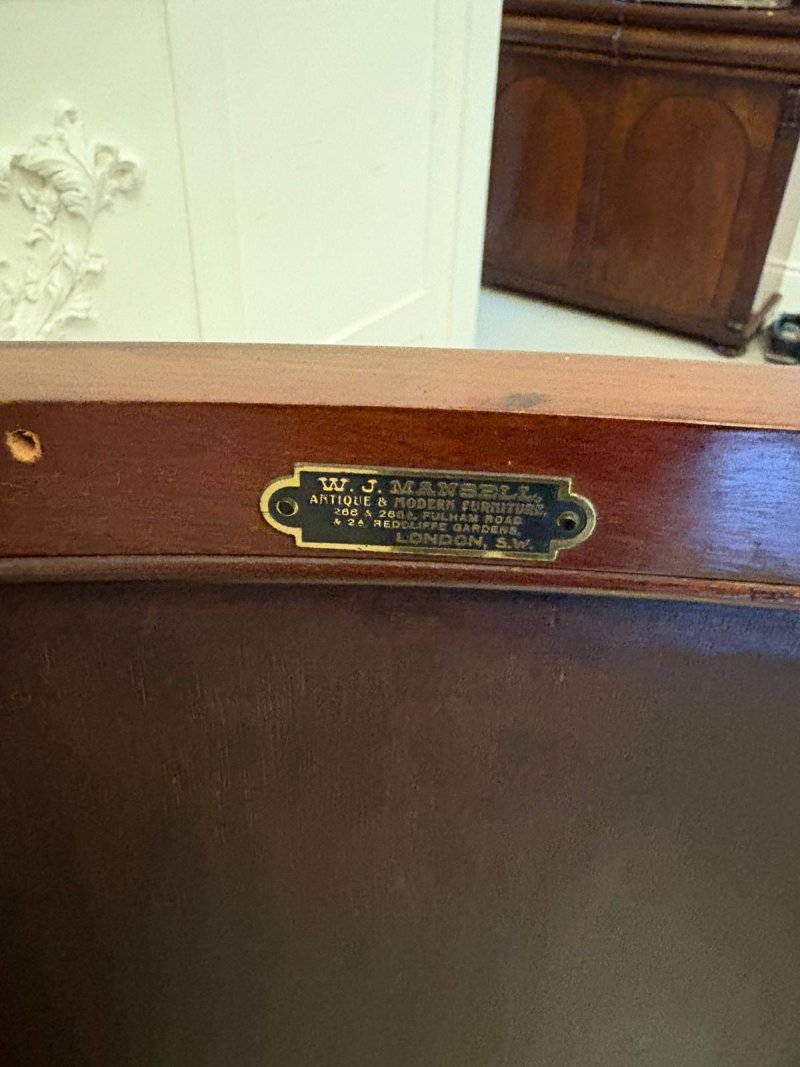 W. J. MANSELL,
ANTIQUE & MODERN FURNITURE,
266 & 266A, FULHAM ROAD
& 2A REDCLIFFE GARDENS,
LONDON, S.W.